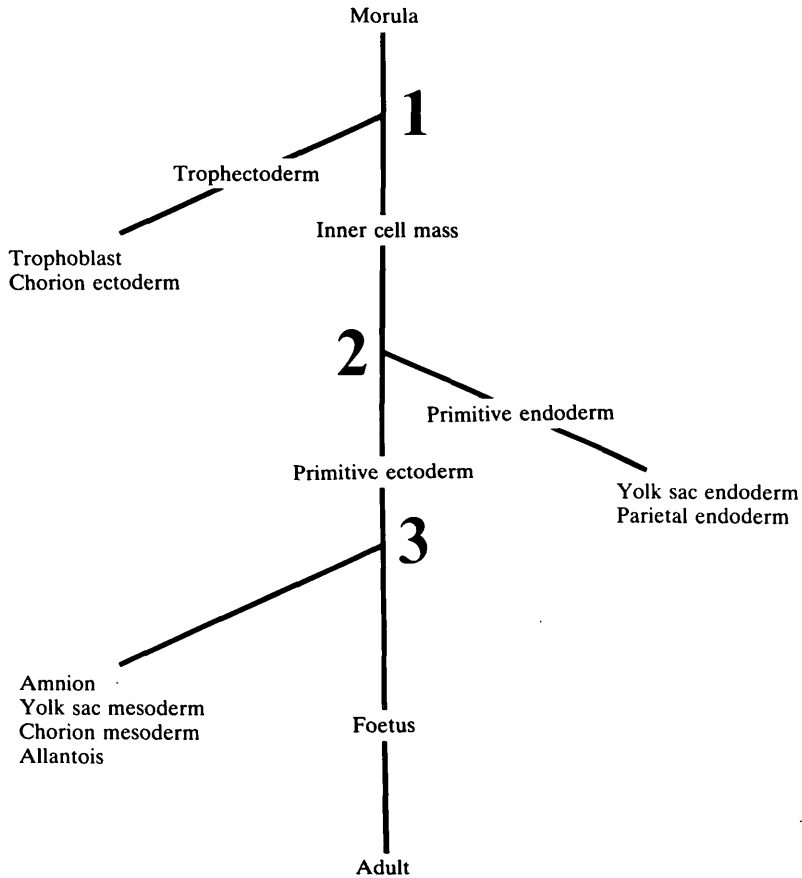 Morula
1
Trophectoderm
Inner cell mass
Trophoblast
Chorion ectoderm
2
Primitive endoderm
Primitive ectoderm
Yolk sac endoderm
Parietal endoderm
3
Amnion
Yolk sac mesoderm
Chorion mesoderm
Allantois
Foetus
Adult